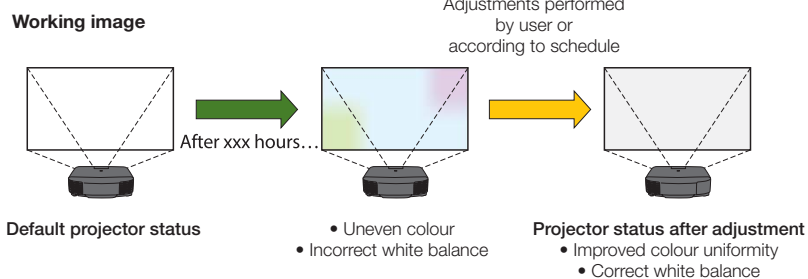 Working image
Adjustments performed
by user or
according to schedule
After xxx hours…
Default projector status
• Uneven colour
• Incorrect white balance
Projector status after adjustment
• Improved colour uniformity
• Correct white balance